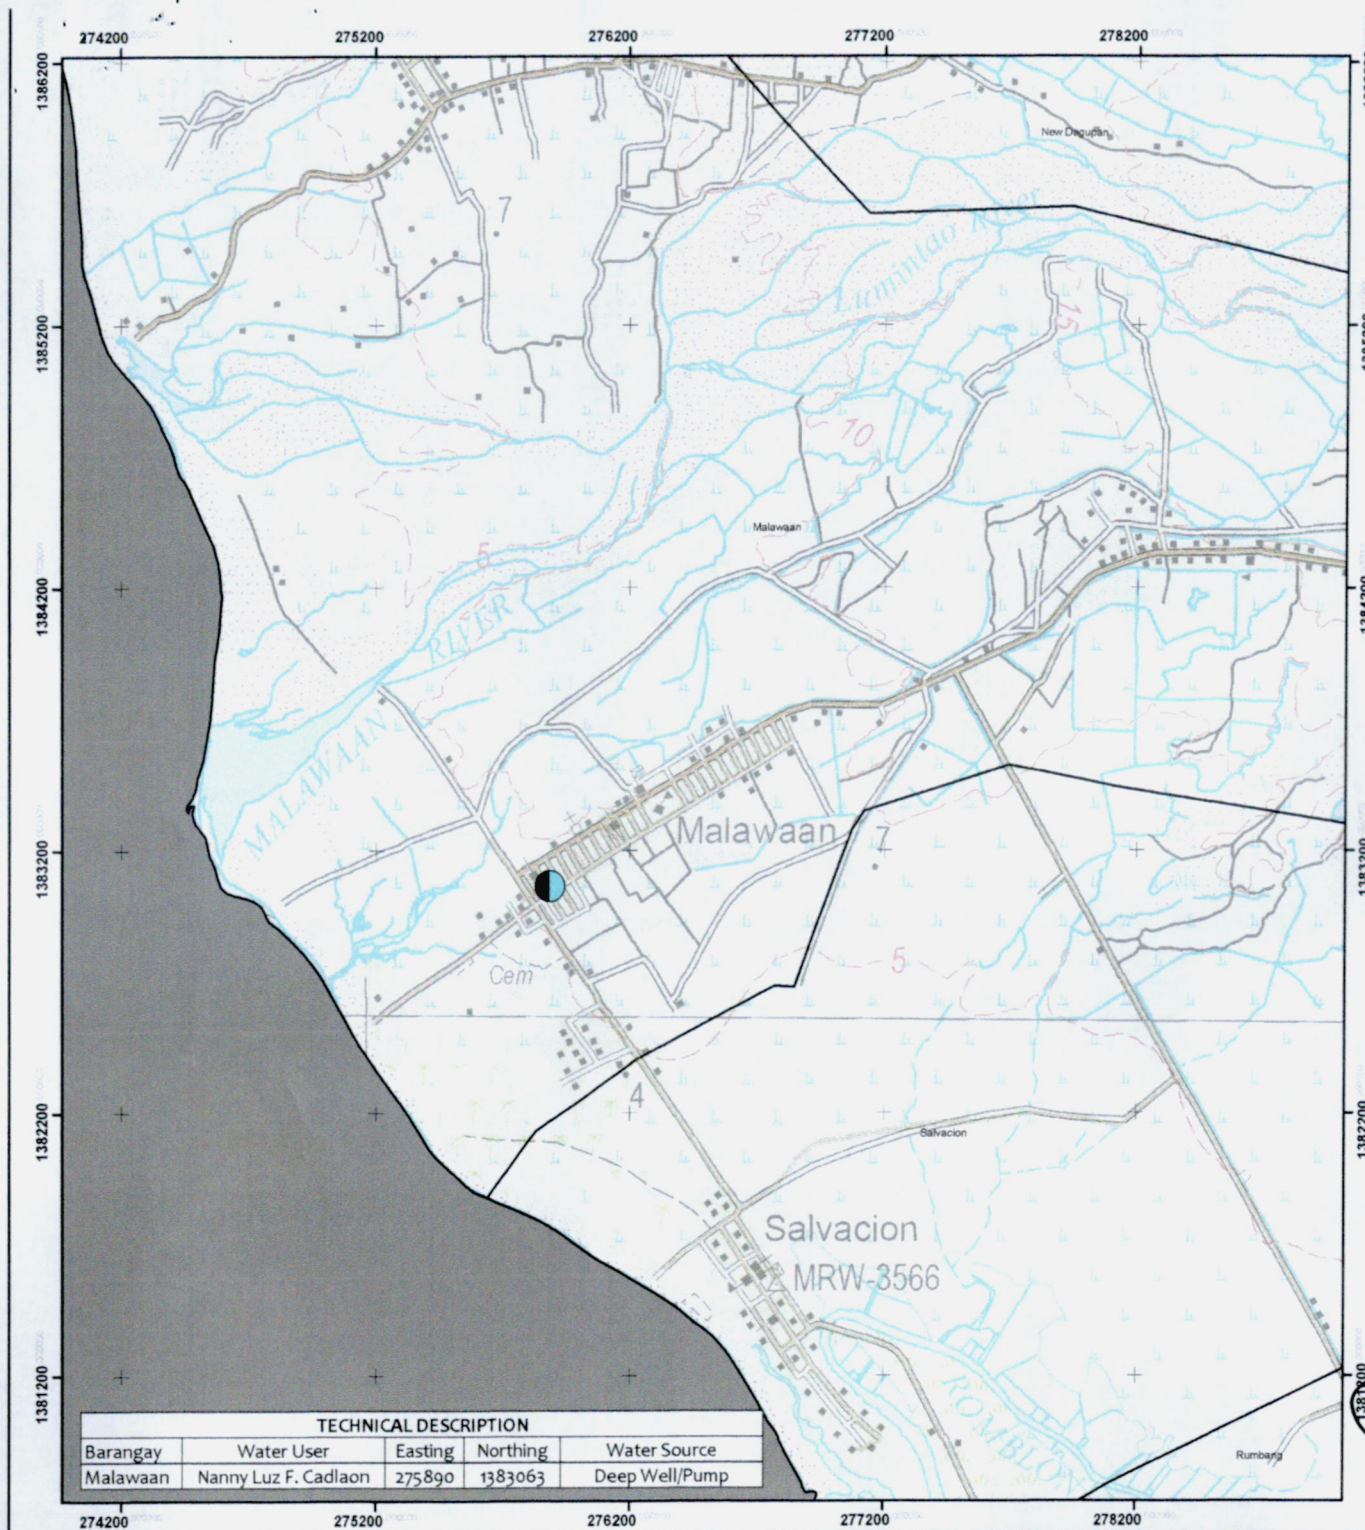 274200 275200 276200 277200 278200
1386200
New Dagupan
7
Lumintao River
1385200
15
10
Malawaan
5
1384200
MALAWAAN RIVER
Malawaan
7
1383200
Cem
5
4
1382200
Salvacion
Salvacion
MRW-3566
1381200
ROMBLON
Rumbang
TECHNICAL DESCRIPTION
Barangay Water User Easting Northing Water Source
Malawaan Nanny Luz F. Cadlaon 275890 1383063 Deep Well/Pump
274200 275200 276200 277200 278200